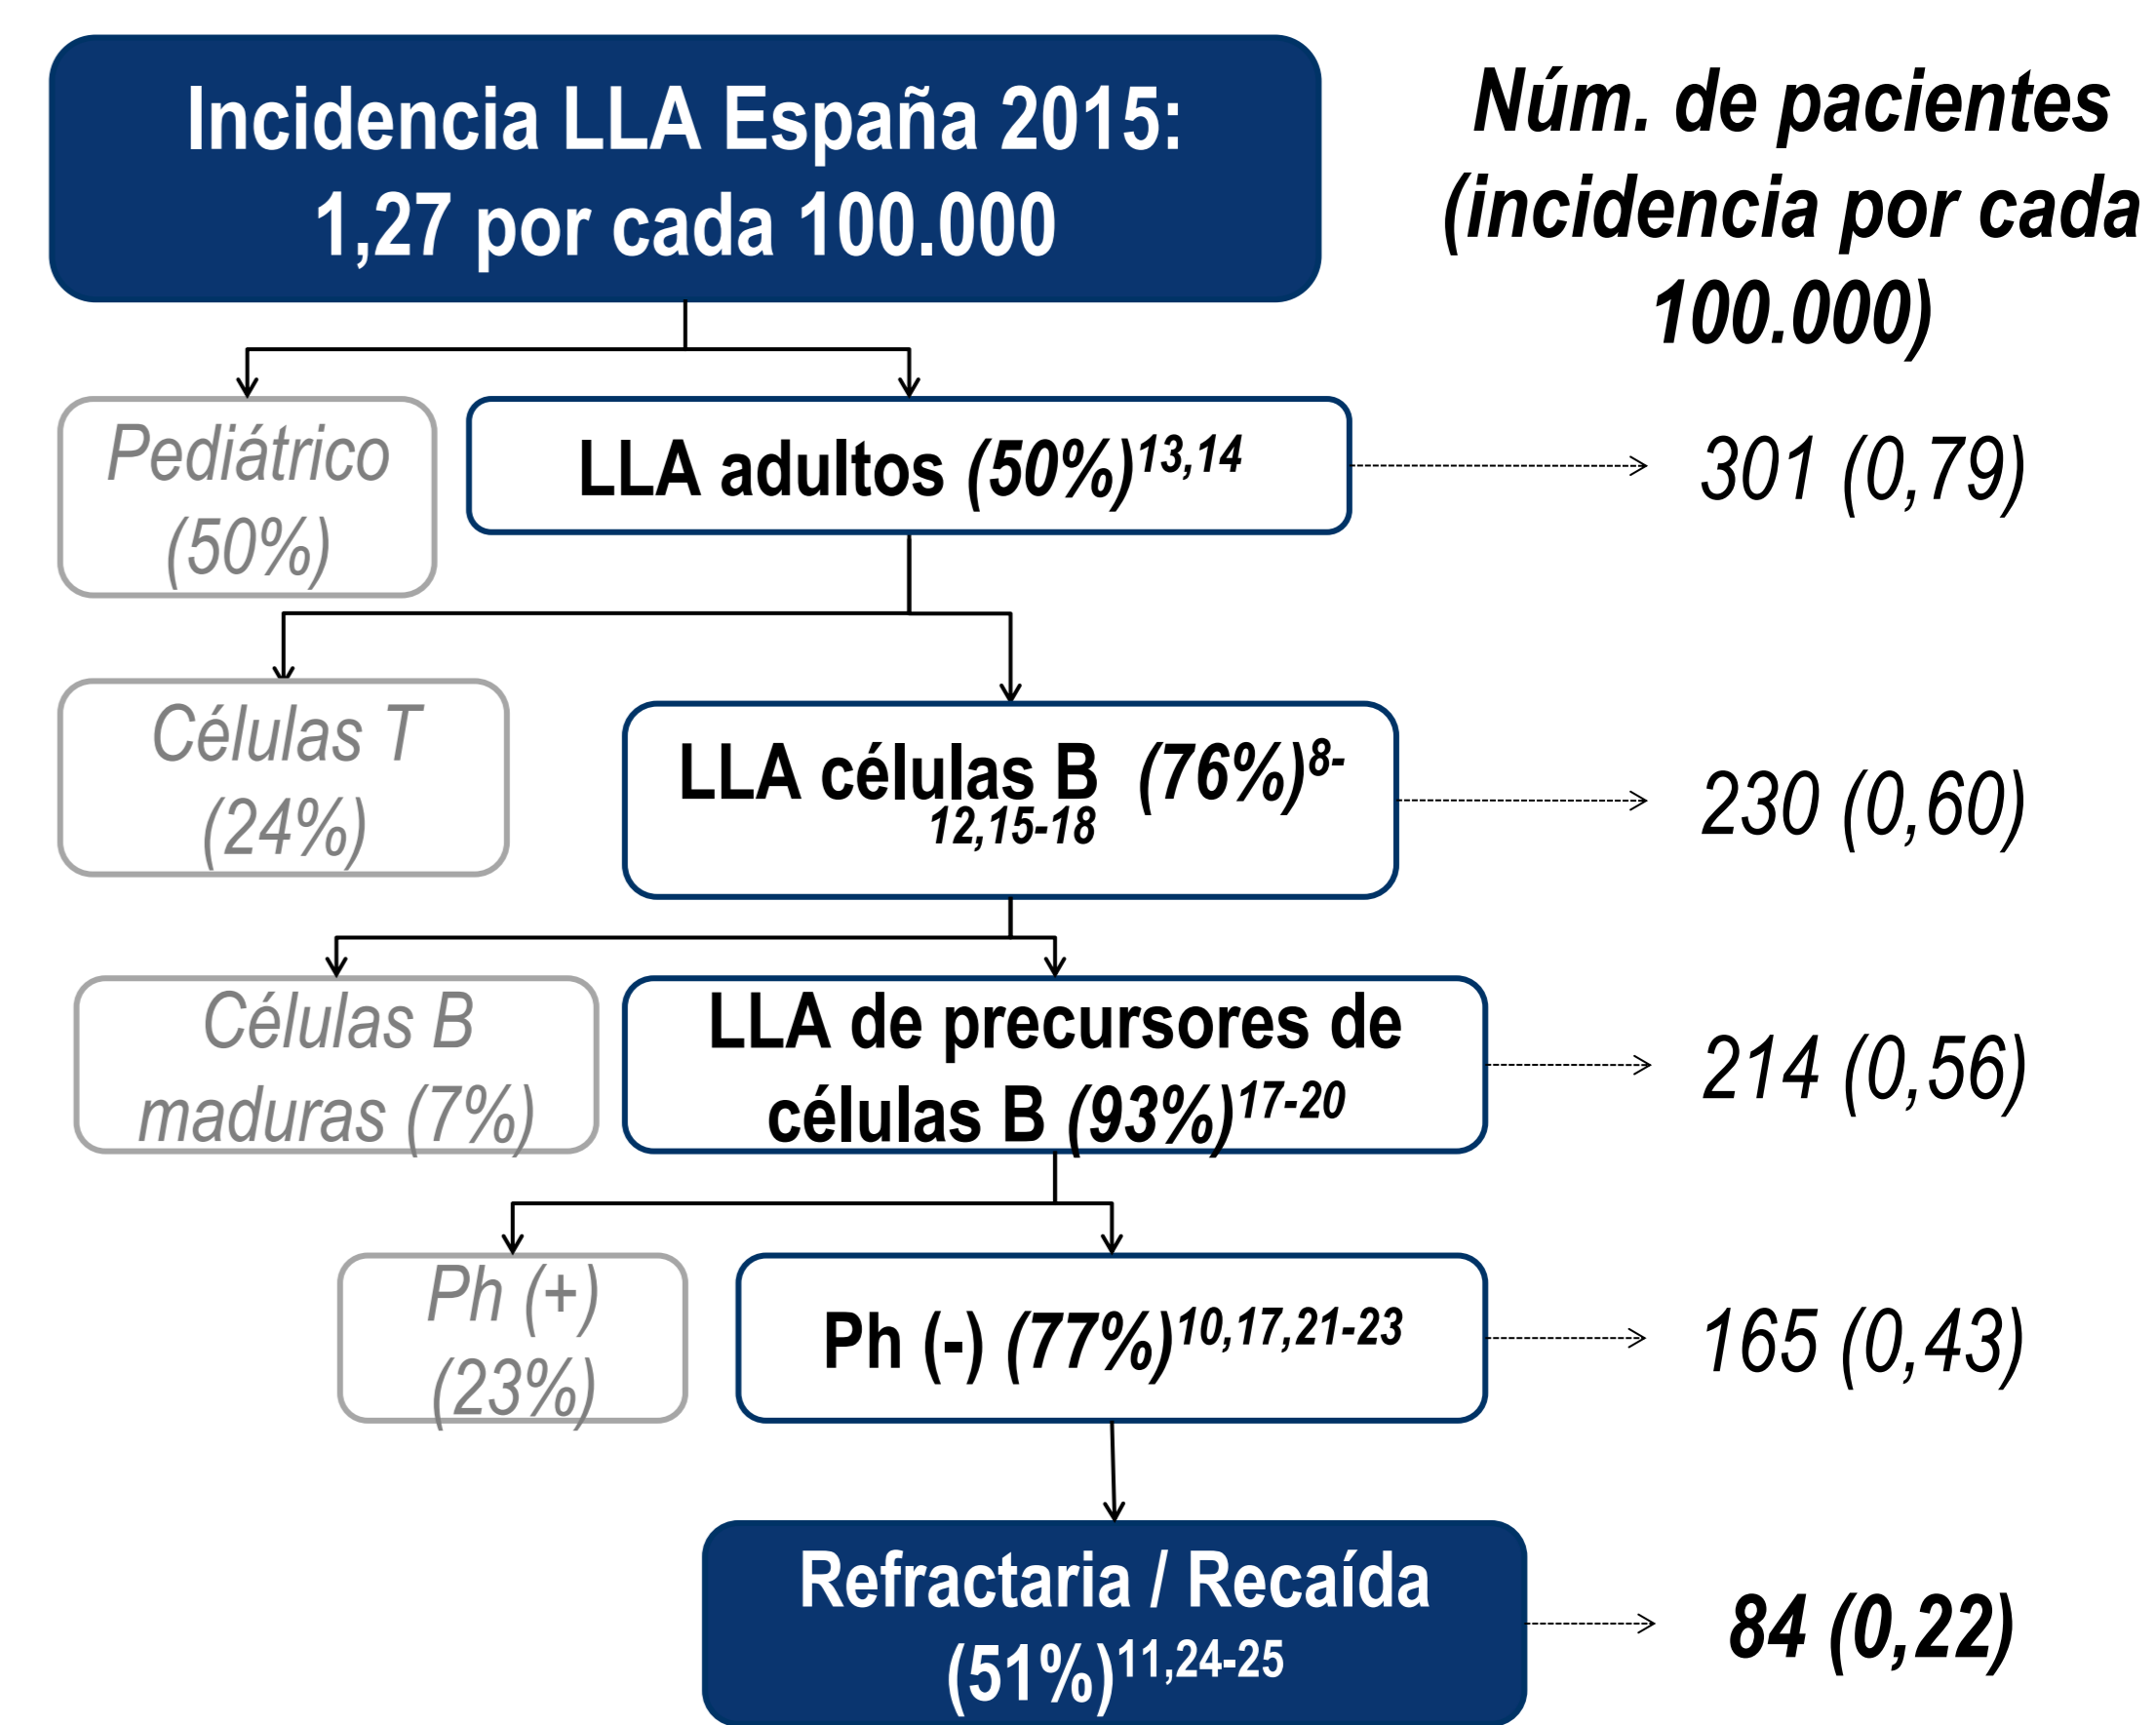 Incidencia LLA España 2015:
1,27 por cada 100.000
Núm. de pacientes
(incidencia por cada
100.000)
Pediátrico
(50%)
LLA adultos (50%)13,14
301 (0,79)
Células T
(24%)
LLA células B (76%)8-
12,15-18
230 (0,60)
Células B
maduras (7%)
LLA de precursores de
células B (93%)17-20
214 (0,56)
Ph (+)
(23%)
Ph (-) (77%)10,17,21-23
165 (0,43)
Refractaria / Recaída
(51%)11,24-25
84 (0,22)